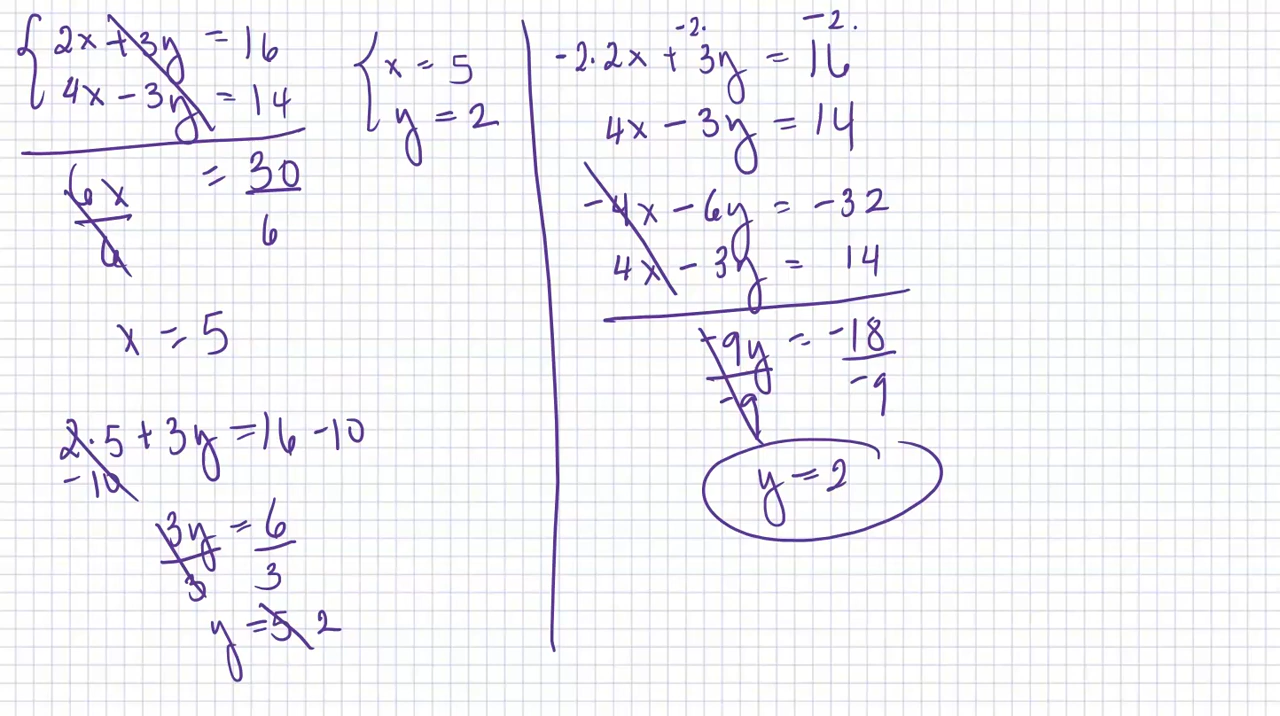 2x + 3y = 16
4x - 3y = 14
6x = 30
6 6
x = 5
2·5 + 3y = 16 - 10
-10
3y = 6
3 3
y = 5 2
x = 5
y = 2
-2· -2·
-2·2x + 3y = 16
4x - 3y = 14
-4x - 6y = -32
4x - 3y = 14
-9y = -18
-9 -9
y = 2